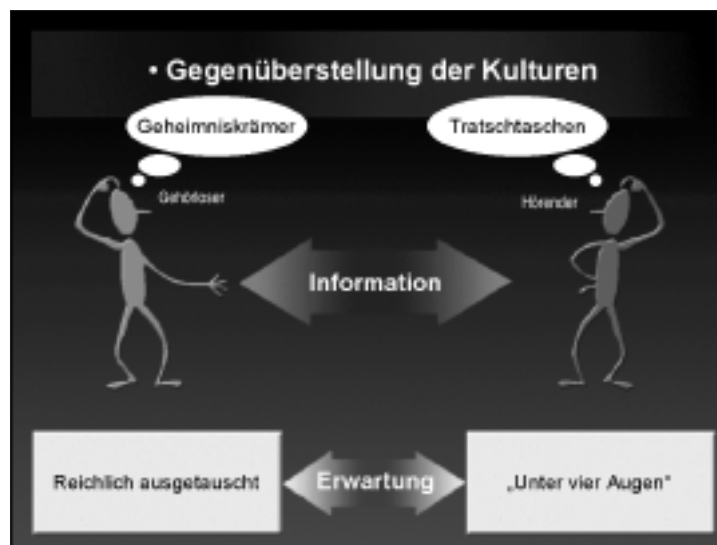 • Gegenüberstellung der Kulturen
Geheimniskrämer
Tratschtaschen
Gehörloser
Hörender
Information
Reichlich ausgetauscht
Erwartung
„Unter vier Augen“